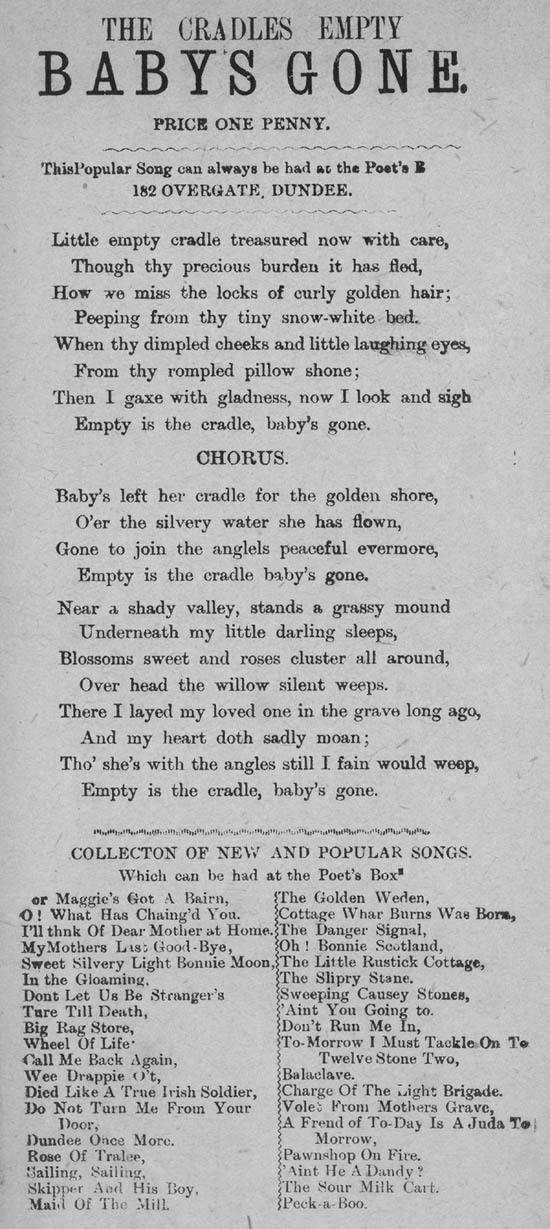 THE CRADLES EMPTY
BABY'S GONE.
PRICE ONE PENNY.
This Popular Song can always be had at the Poet's B
182 OVERGATE, DUNDEE.
Little empty cradle treasured now with care,
Though thy precious burden it has fled,
How we miss the locks of curly golden hair;
Peeping from thy tiny snow-white bed.
When thy dimpled cheeks and little laughing eyes,
From thy rompled pillow shone;
Then I gaxe with gladness, now I look and sigh
Empty is the cradle, baby's gone.
CHORUS.
Baby's left her cradle for the golden shore,
O'er the silvery water she has flown,
Gone to join the anglels peaceful evermore,
Empty is the cradle baby's gone.
Near a shady valley, stands a grassy mound
Underneath my little darling sleeps,
Blossoms sweet and roses cluster all around,
Over head the willow silent weeps.
There I layed my loved one in the grave long ago,
And my heart doth sadly moan;
Tho' she's with the angles still I fain would weep,
Empty is the cradle, baby's gone.
COLLECTON OF NEW AND POPULAR SONGS.
Which can be had at the Poet's Box
or Maggie's Got A Bairn,
O! What Has Chaing'd You.
I'll thnk Of Dear Mother at Home.
My Mothers Last Good-Bye,
Sweet Silvery Light Bonnie Moon,
In the Gloaming,
Dont Let Us Be Stranger's
Ture Till Death,
Big Rag Store,
Wheel Of Life
Call Me Back Again,
Wee Drappie O't,
Died Like A True Irish Soldier,
Do Not Turn Me From Your
Door,
Dundee Once More.
Rose Of Tralee,
Sailing, Sailing,
Skipper And His Boy,
Maid Of The Mill.
The Golden Weden,
Cottage Whar Burns Was Born,
The Danger Signal,
Oh! Bonnie Scotland,
The Little Rustick Cottage,
The Slipry Stane.
Sweeping Causey Stones,
'Aint You Going to.
Don't Run Me In,
To-Morrow I Must Tackle On To
Twelve Stone Two,
Balaclave.
Charge Of The Light Brigade.
From Mothers Grave,
A Frend of To-Day Is A Juda To
Morrow,
Pawnshop On Fire.
'Aint He A Dandy?
The Sour Milk Cart.
Peck-a-Boo.